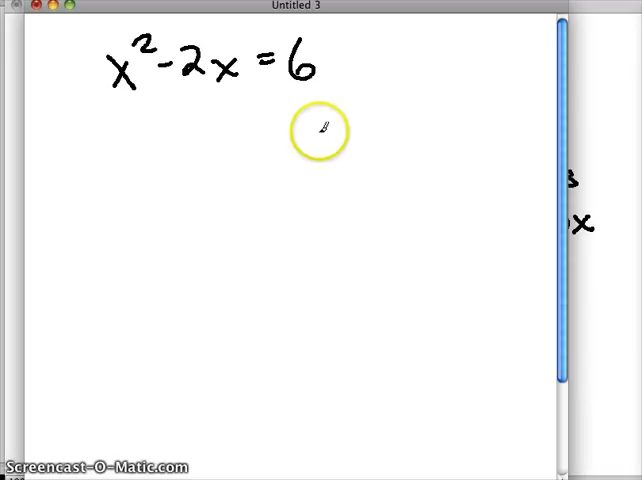 Untitled 3
x² - 2x = 6
x
Screencast-O-Matic.com